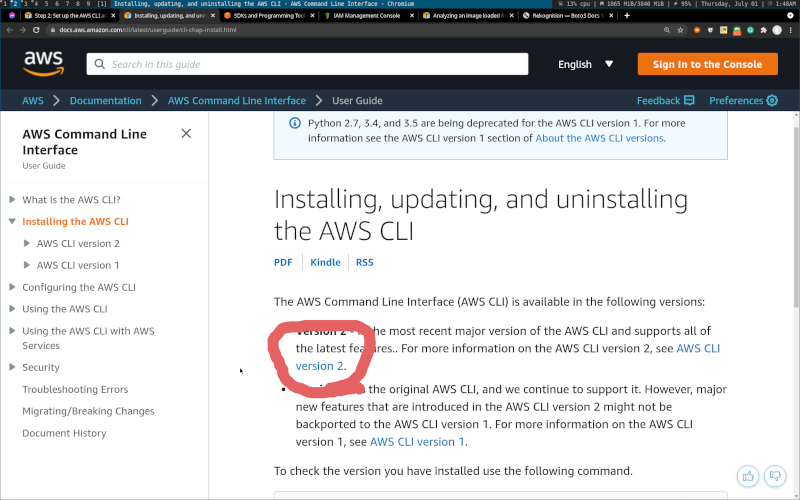 1 2 3 4 5 6 7 8 9 [1] Installing, updating, and uninstalling the AWS CLI - AWS Command Line Interface - Chromium 13% cpu | 1865 MiB/3840 MiB | 95% | Thursday, July 01 | 1:48AM
Step 2: Set up the AWS CLI a Installing, updating, and uni SDKs and Programming Too IAM Management Console Analyzing an image loaded f Rekognition — Boto3 Docs 1
docs.aws.amazon.com/cli/latest/userguide/cli-chap-install.html
aws
Search in this guide
English
Sign In to the Console
AWS > Documentation > AWS Command Line Interface > User Guide
Feedback
Preferences
AWS Command Line
Interface
User Guide
What Is the AWS CLI?
Installing the AWS CLI
AWS CLI version 2
AWS CLI version 1
Configuring the AWS CLI
Using the AWS CLI
Using the AWS CLI with AWS
Services
Security
Troubleshooting Errors
Migrating/Breaking Changes
Document History
Python 2.7, 3.4, and 3.5 are being deprecated for the AWS CLI version 1. For more
information see the AWS CLI version 1 section of About the AWS CLI versions.
Installing, updating, and uninstalling
the AWS CLI
PDF
Kindle
RSS
The AWS Command Line Interface (AWS CLI) is available in the following versions:
Version 2 - the most recent major version of the AWS CLI and supports all of
the latest features.. For more information on the AWS CLI version 2, see AWS CLI
version 2.
the original AWS CLI, and we continue to support it. However, major
new features that are introduced in the AWS CLI version 2 might not be
backported to the AWS CLI version 1. For more information on the AWS CLI
version 1, see AWS CLI version 1.
To check the version you have installed use the following command.